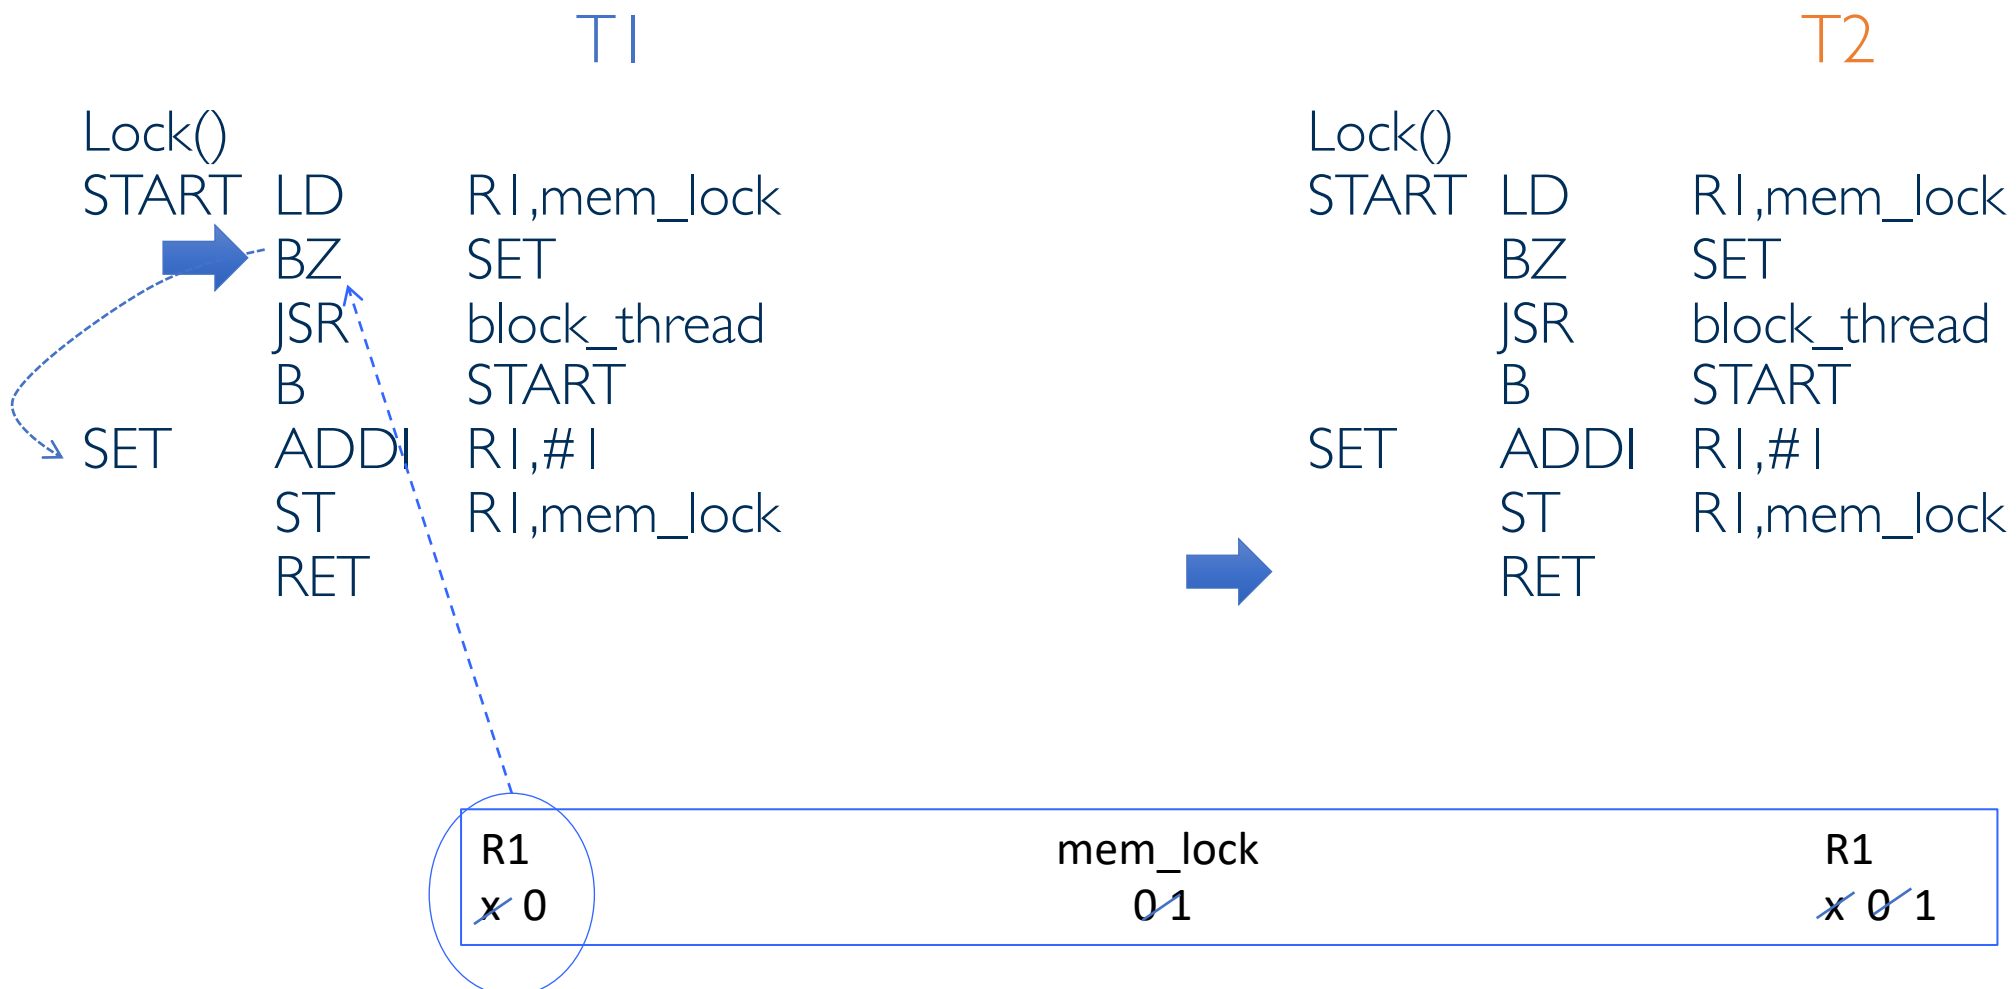 T1 T2
Lock() Lock()
START LD R1,mem_lock START LD R1,mem_lock
BZ SET BZ SET
JSR block_thread JSR block_thread
B START B START
SET ADDI R1,#1 SET ADDI R1,#1
ST R1,mem_lock ST R1,mem_lock
RET RET
R1 mem_lock R1
x 0 0 1 x 0 1